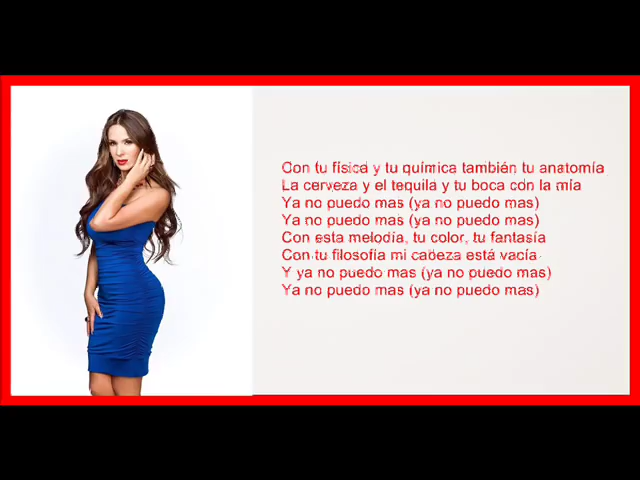 Con tu física y tu química también tu anatomía
La cerveza y el tequila y tu boca con la mía
Ya no puedo mas (ya no puedo mas)
Ya no puedo mas (ya no puedo mas)
Con esta melodía, tu color, tu fantasía
Con tu filosofía mi cabeza está vacía
Y ya no puedo mas (ya no puedo mas)
Ya no puedo mas (ya no puedo mas)